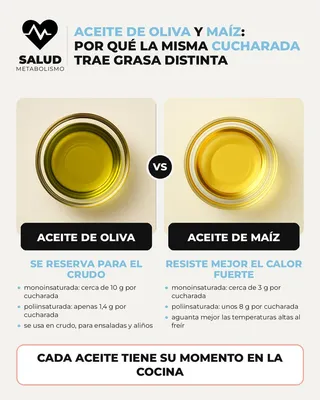 SALUD
METABOLISMO
ACEITE DE OLIVA Y MAÍZ:
POR QUÉ LA MISMA CUCHARADA
TRAE GRASA DISTINTA
VS
ACEITE DE OLIVA
SE RESERVA PARA EL
CRUDO
monoinsaturada: cerca de 10 g por
cucharada
poliinsaturada: apenas 1,4 g por
cucharada
se usa en crudo, para ensaladas y aliños
ACEITE DE MAÍZ
RESISTE MEJOR EL CALOR
FUERTE
monoinsaturada: cerca de 3 g por
cucharada
poliinsaturada: unos 8 g por cucharada
aguanta mejor las temperaturas altas al
freír
CADA ACEITE TIENE SU MOMENTO EN LA
COCINA